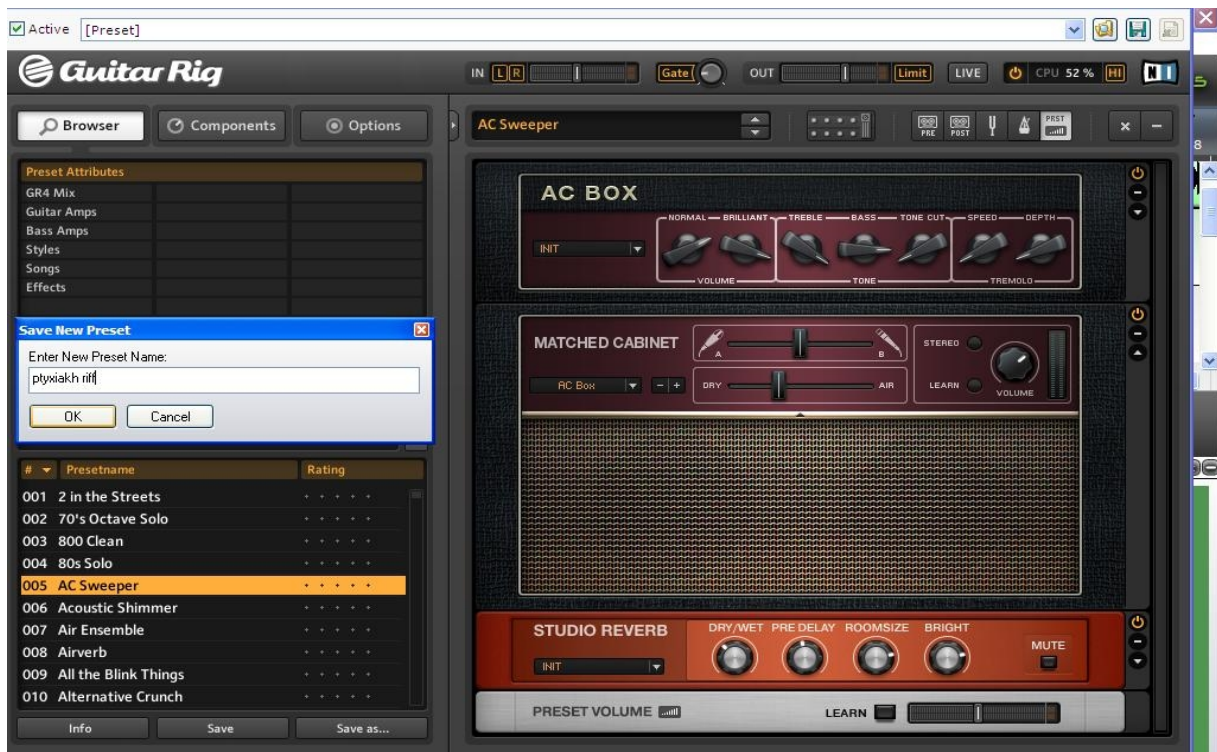 Active [Preset]
Guitar Rig
IN L R Gate OUT Limit LIVE CPU 52 % HI
Browser Components Options
AC Sweeper PRE POST PRST
Preset Attributes
GR4 Mix
Guitar Amps
Bass Amps
Styles
Songs
Effects
Save New Preset
Enter New Preset Name:
ptyxiakh riff
OK Cancel
# Presetname Rating
001 2 in the Streets
002 70's Octave Solo
003 800 Clean
004 80s Solo
005 AC Sweeper
006 Acoustic Shimmer
007 Air Ensemble
008 Airverb
009 All the Blink Things
010 Alternative Crunch
Info Save Save as...
AC BOX
NORMAL BRILLIANT TREBLE BASS TONE CUT SPEED DEPTH
INIT
VOLUME TONE TREMOLO
MATCHED CABINET A B STEREO
AC Box - + DRY AIR LEARN VOLUME
STUDIO REVERB DRY/WET PRE DELAY ROOMSIZE BRIGHT
MUTE
INIT
PRESET VOLUME LEARN
5
8